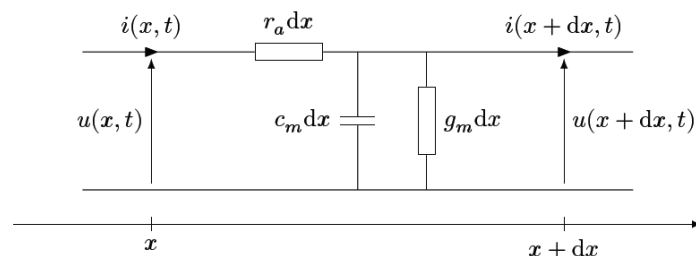 i(x, t) r_a dx i(x + dx, t)
u(x, t) c_m dx g_m dx u(x + dx, t)
x x + dx